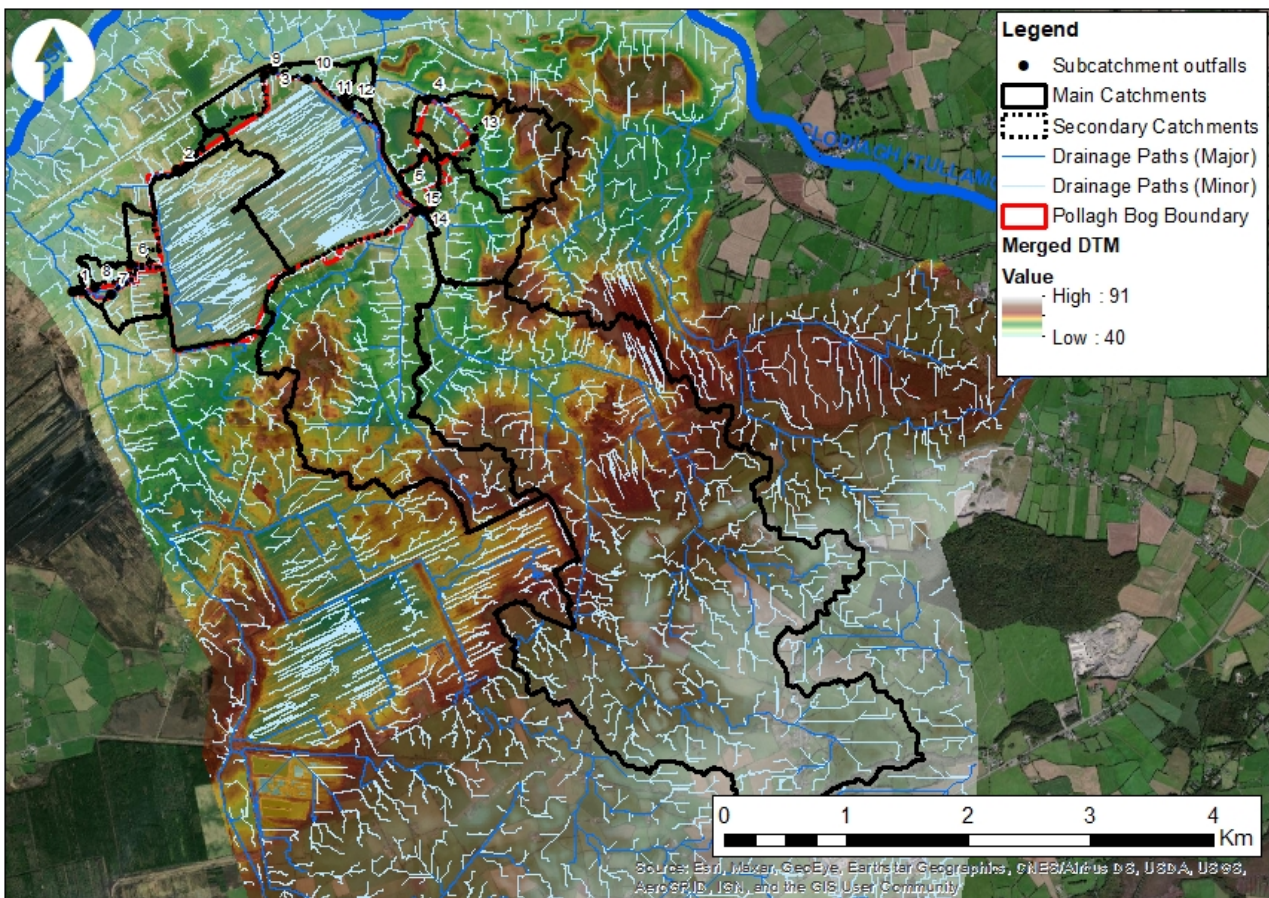 Legend
Subcatchment outfalls
Main Catchments
Secondary Catchments
Drainage Paths (Major)
Drainage Paths (Minor)
Pollagh Bog Boundary
Merged DTM
Value
High : 91
Low : 40
9
10
3
11
12
4
13
2
5
15
14
6
1
8
7
CLODIAGH (TULLAM
0 1 2 3 4
Km
Source: Esri, Maxar, GeoEye, Earthstar Geographics, CNES/Airbus DS, USDA, USGS,
AeroGRID, IGN, and the GIS User Community